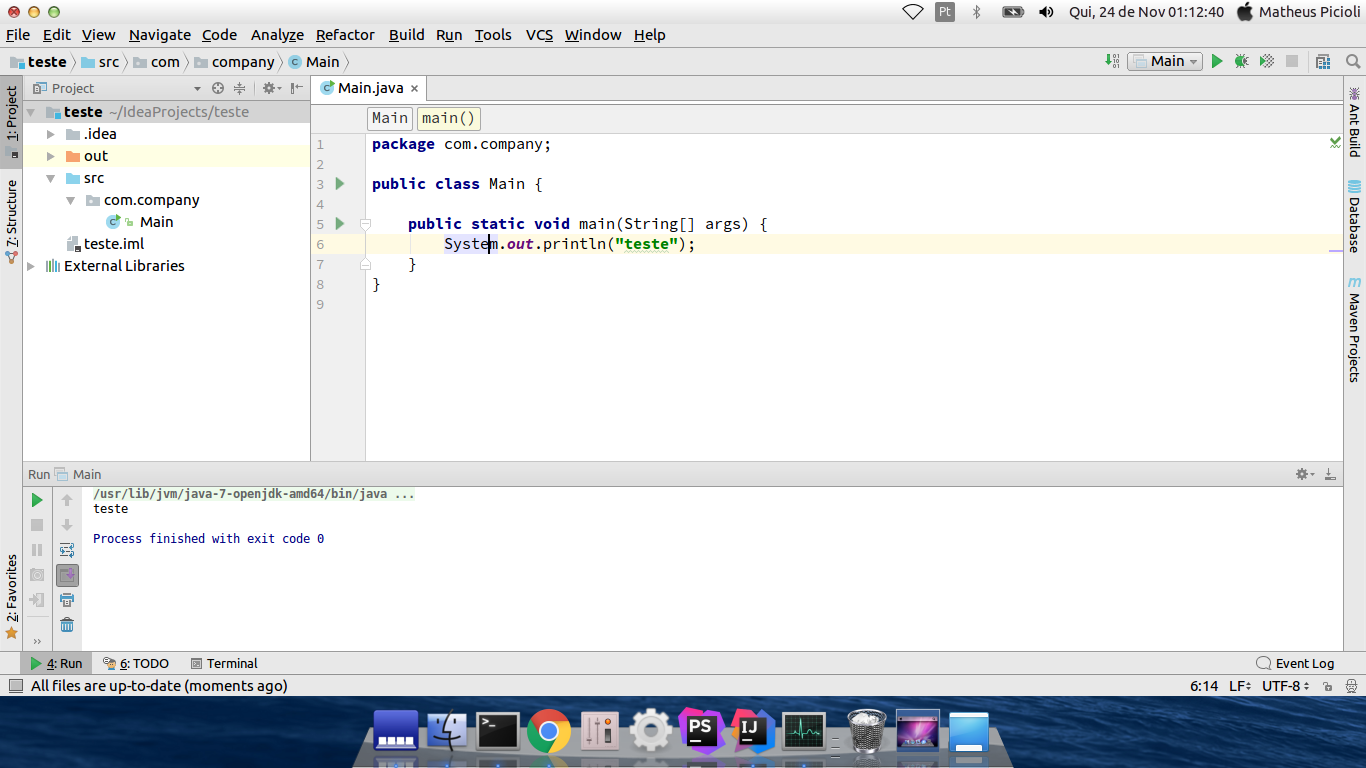 Pt Qui, 24 de Nov 01:12:40 Matheus Picioli
File Edit View Navigate Code Analyze Refactor Build Run Tools VCS Window Help
teste src com company Main
Main
1: Project
7: Structure
2: Favorites
Project
teste ~/IdeaProjects/teste
.idea
out
src
com.company
Main
teste.iml
External Libraries
Main.java ×
Main main()
1 package com.company;
2
3 public class Main {
4
5 public static void main(String[] args) {
6 System.out.println("teste");
7 }
8 }
9
Ant Build
Database
m Maven Projects
Run Main
/usr/lib/jvm/java-7-openjdk-amd64/bin/java ...
teste
Process finished with exit code 0
4: Run 6: TODO Terminal Event Log
All files are up-to-date (moments ago) 6:14 LF UTF-8
>_ PS IJ